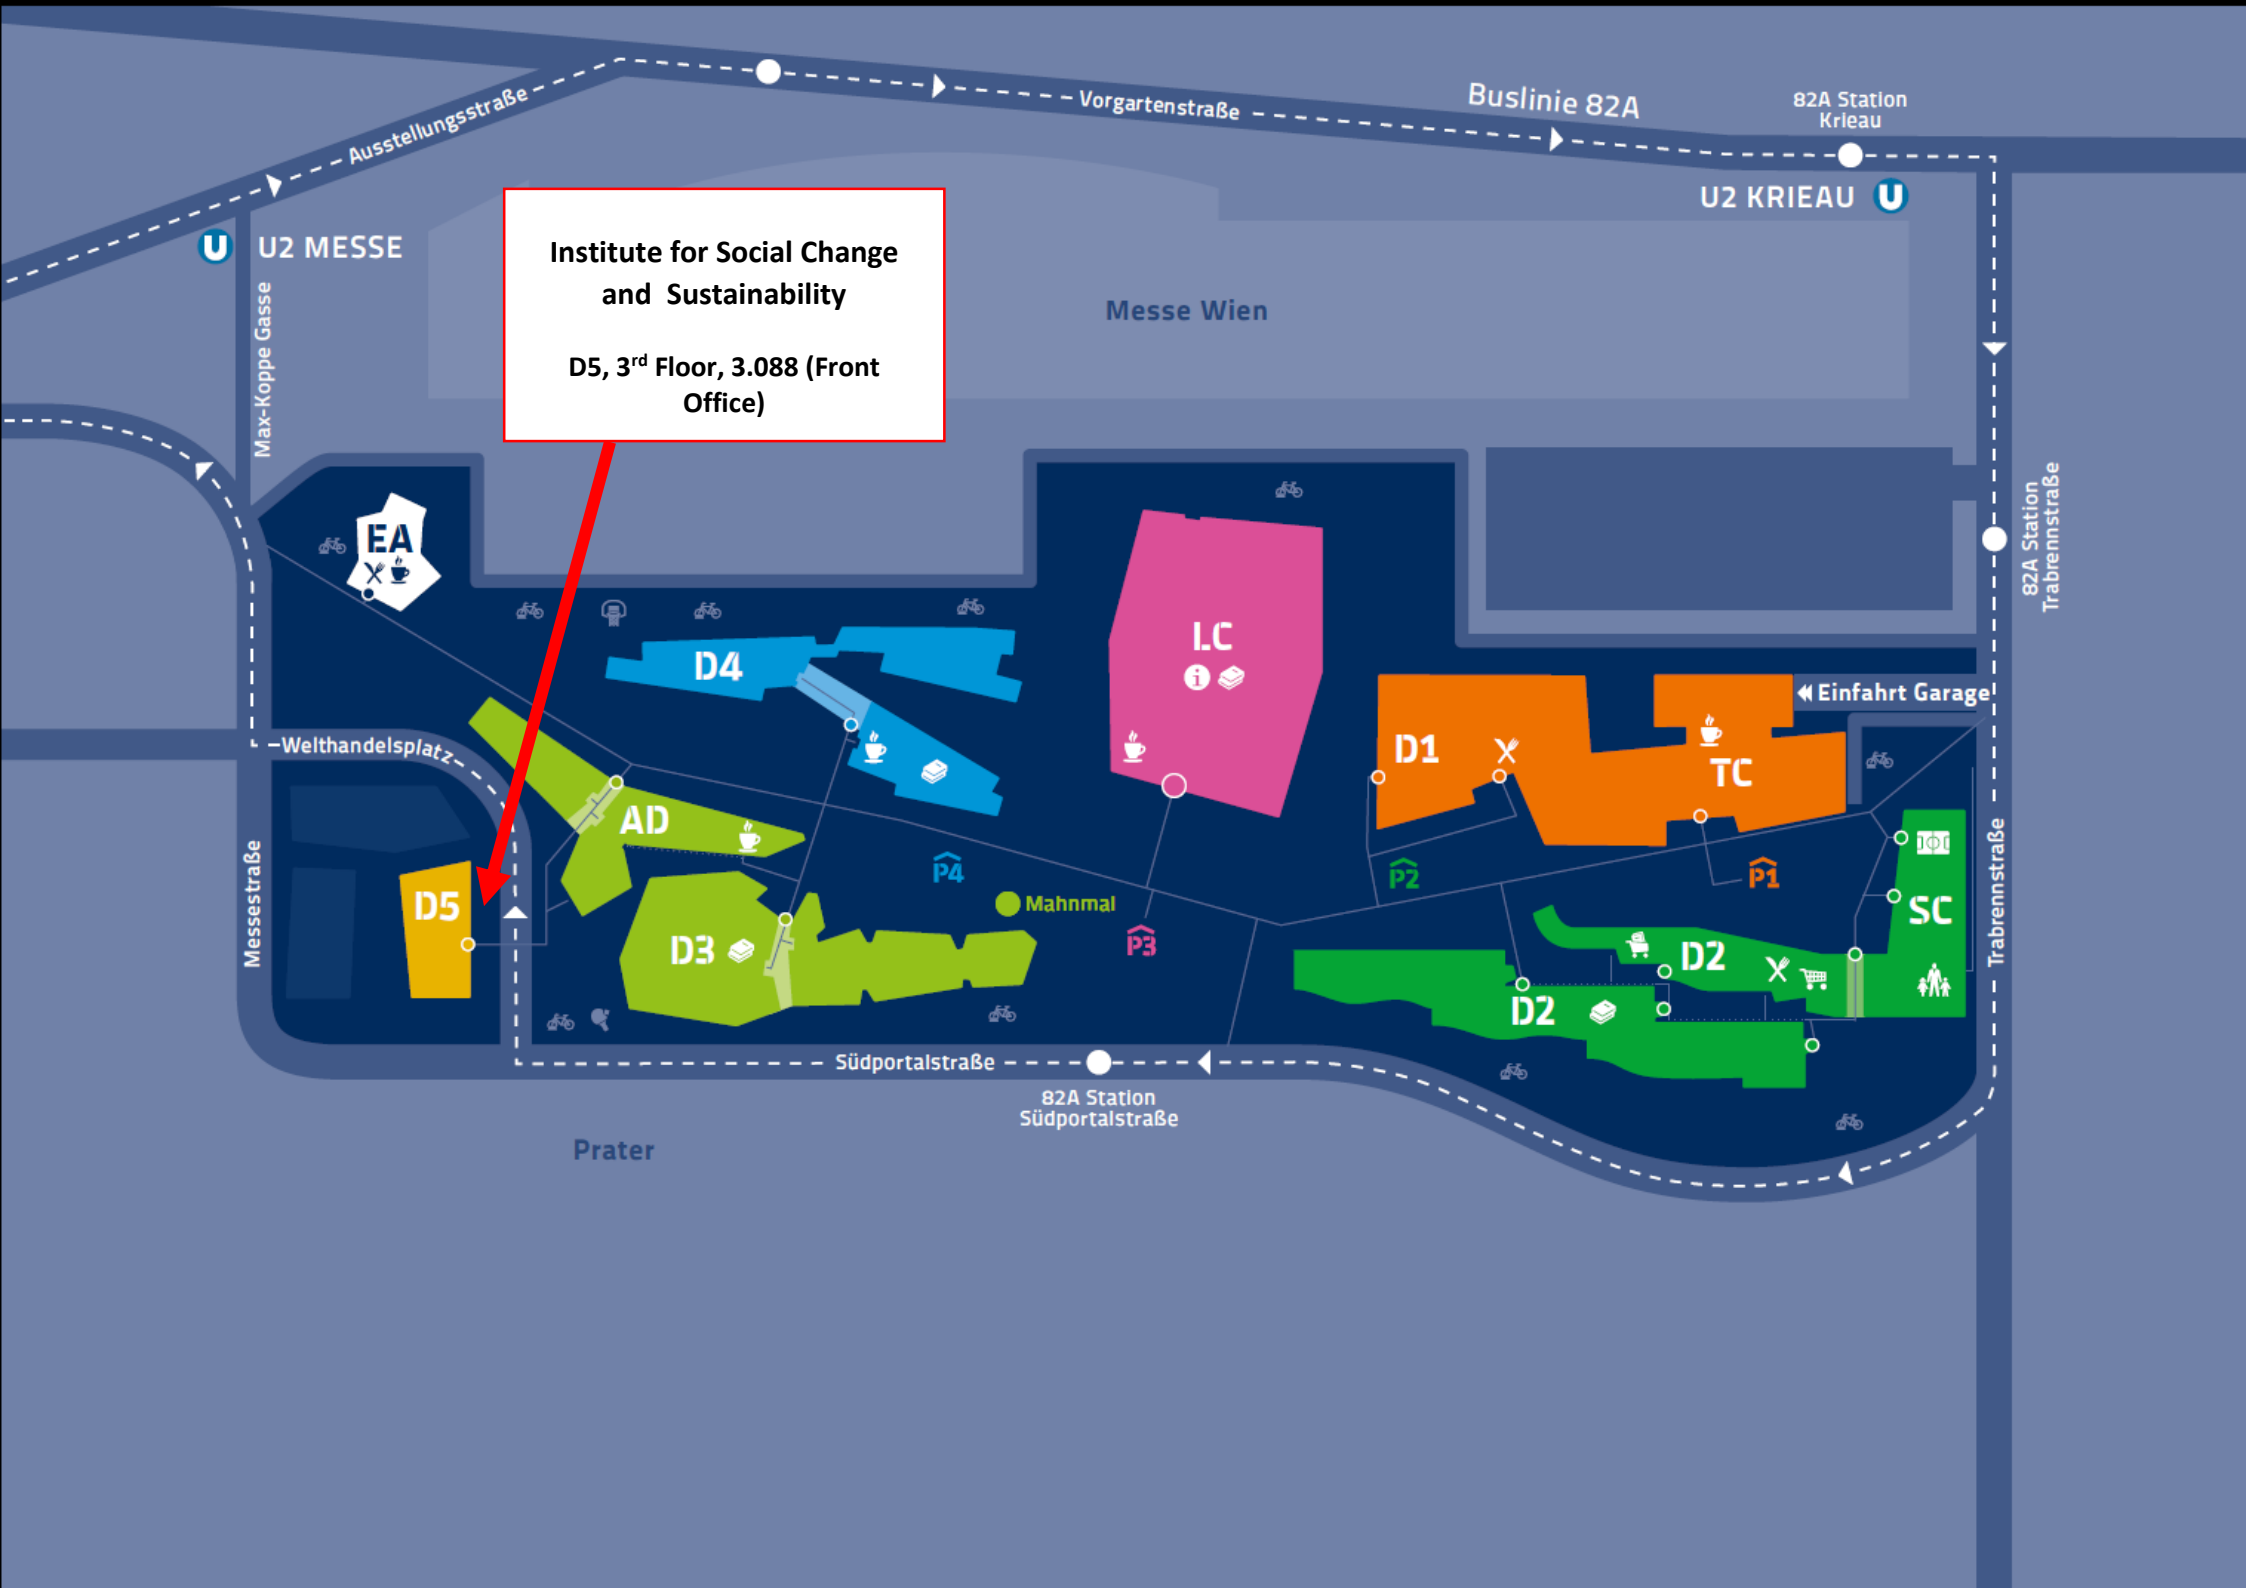 Buslinie 82A
82A Station
Krieau
Ausstellungsstraße
Vorgartenstraße
U2 KRIEAU U
U U2 MESSE
Institute for Social Change
and Sustainability
D5, 3rd Floor, 3.088 (Front
Office)
Messe Wien
Max-Koppe Gasse
82A Station
Trabrennstraße
EA
LC
i
D4
Einfahrt Garage
Welthandelsplatz
D1
TC
AD
P4
P2
P1
Mahnmal
D5
Messestraße
D3
P3
SC
D2
Trabrennstraße
D2
Südportalstraße
82A Station
Südportalstraße
Prater